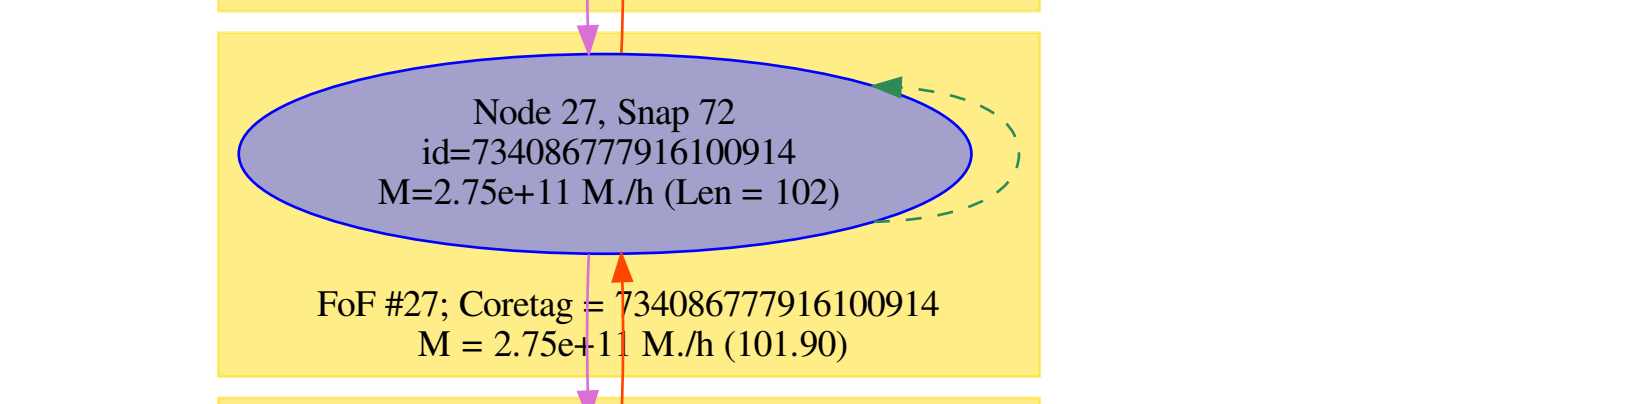 Node 27, Snap 72
id=734086777916100914
M=2.75e+11 M./h (Len = 102)
FoF #27; Coretag = 734086777916100914
M = 2.75e+11 M./h (101.90)